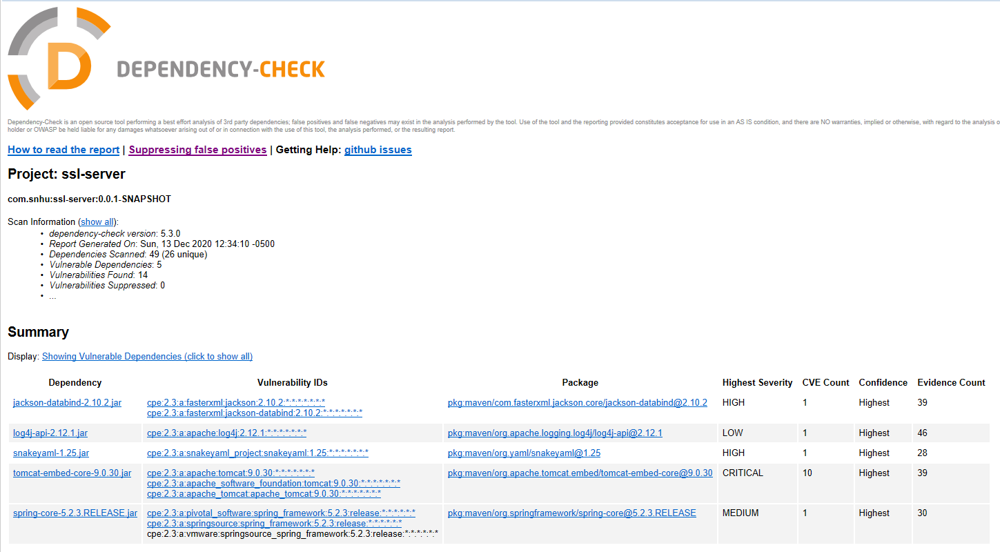 D
DEPENDENCY-CHECK
Dependency-Check is an open source tool performing a best effort analysis of 3rd party dependencies; false positives and false negatives may exist in the analysis performed by the tool. Use of the tool and the reporting provided constitutes acceptance for use in an AS IS condition, and there are NO warranties, implied or otherwise, with regard to the analysis o
holder or OWASP be held liable for any damages whatsoever arising out of or in connection with the use of this tool, the analysis performed, or the resulting report.
How to read the report | Suppressing false positives | Getting Help: github issues
Project: ssl-server
com.snhu:ssl-server:0.0.1-SNAPSHOT
Scan Information (show all):
• dependency-check version: 5.3.0
• Report Generated On: Sun, 13 Dec 2020 12:34:10 -0500
• Dependencies Scanned: 49 (26 unique)
• Vulnerable Dependencies: 5
• Vulnerabilities Found: 14
• Vulnerabilities Suppressed: 0
• ...
Summary
Display: Showing Vulnerable Dependencies (click to show all)
Dependency Vulnerability IDs Package Highest Severity CVE Count Confidence Evidence Count
jackson-databind-2.10.2.jar cpe:2.3:a:fasterxml:jackson:2.10.2:*:*:*:*:*:*:* pkg:maven/com.fasterxml.jackson.core/jackson-databind@2.10.2 HIGH 1 Highest 39
cpe:2.3:a:fasterxml:jackson-databind:2.10.2:*:*:*:*:*:*:*
log4j-api-2.12.1.jar cpe:2.3:a:apache:log4j:2.12.1:*:*:*:*:*:*:* pkg:maven/org.apache.logging.log4j/log4j-api@2.12.1 LOW 1 Highest 46
snakeyaml-1.25.jar cpe:2.3:a:snakeyaml_project:snakeyaml:1.25:*:*:*:*:*:*:* pkg:maven/org.yaml/snakeyaml@1.25 HIGH 1 Highest 28
tomcat-embed-core-9.0.30.jar cpe:2.3:a:apache:tomcat:9.0.30:*:*:*:*:*:*:* pkg:maven/org.apache.tomcat.embed/tomcat-embed-core@9.0.30 CRITICAL 10 Highest 39
cpe:2.3:a:apache_software_foundation:tomcat:9.0.30:*:*:*:*:*:*:*
cpe:2.3:a:apache_tomcat:apache_tomcat:9.0.30:*:*:*:*:*:*:*
spring-core-5.2.3.RELEASE.jar cpe:2.3:a:pivotal_software:spring_framework:5.2.3:release:*:*:*:*:*:* pkg:maven/org.springframework/spring-core@5.2.3.RELEASE MEDIUM 1 Highest 30
cpe:2.3:a:springsource:spring_framework:5.2.3:release:*:*:*:*:*:*
cpe:2.3:a:vmware:springsource_spring_framework:5.2.3:release:*:*:*:*:*:*